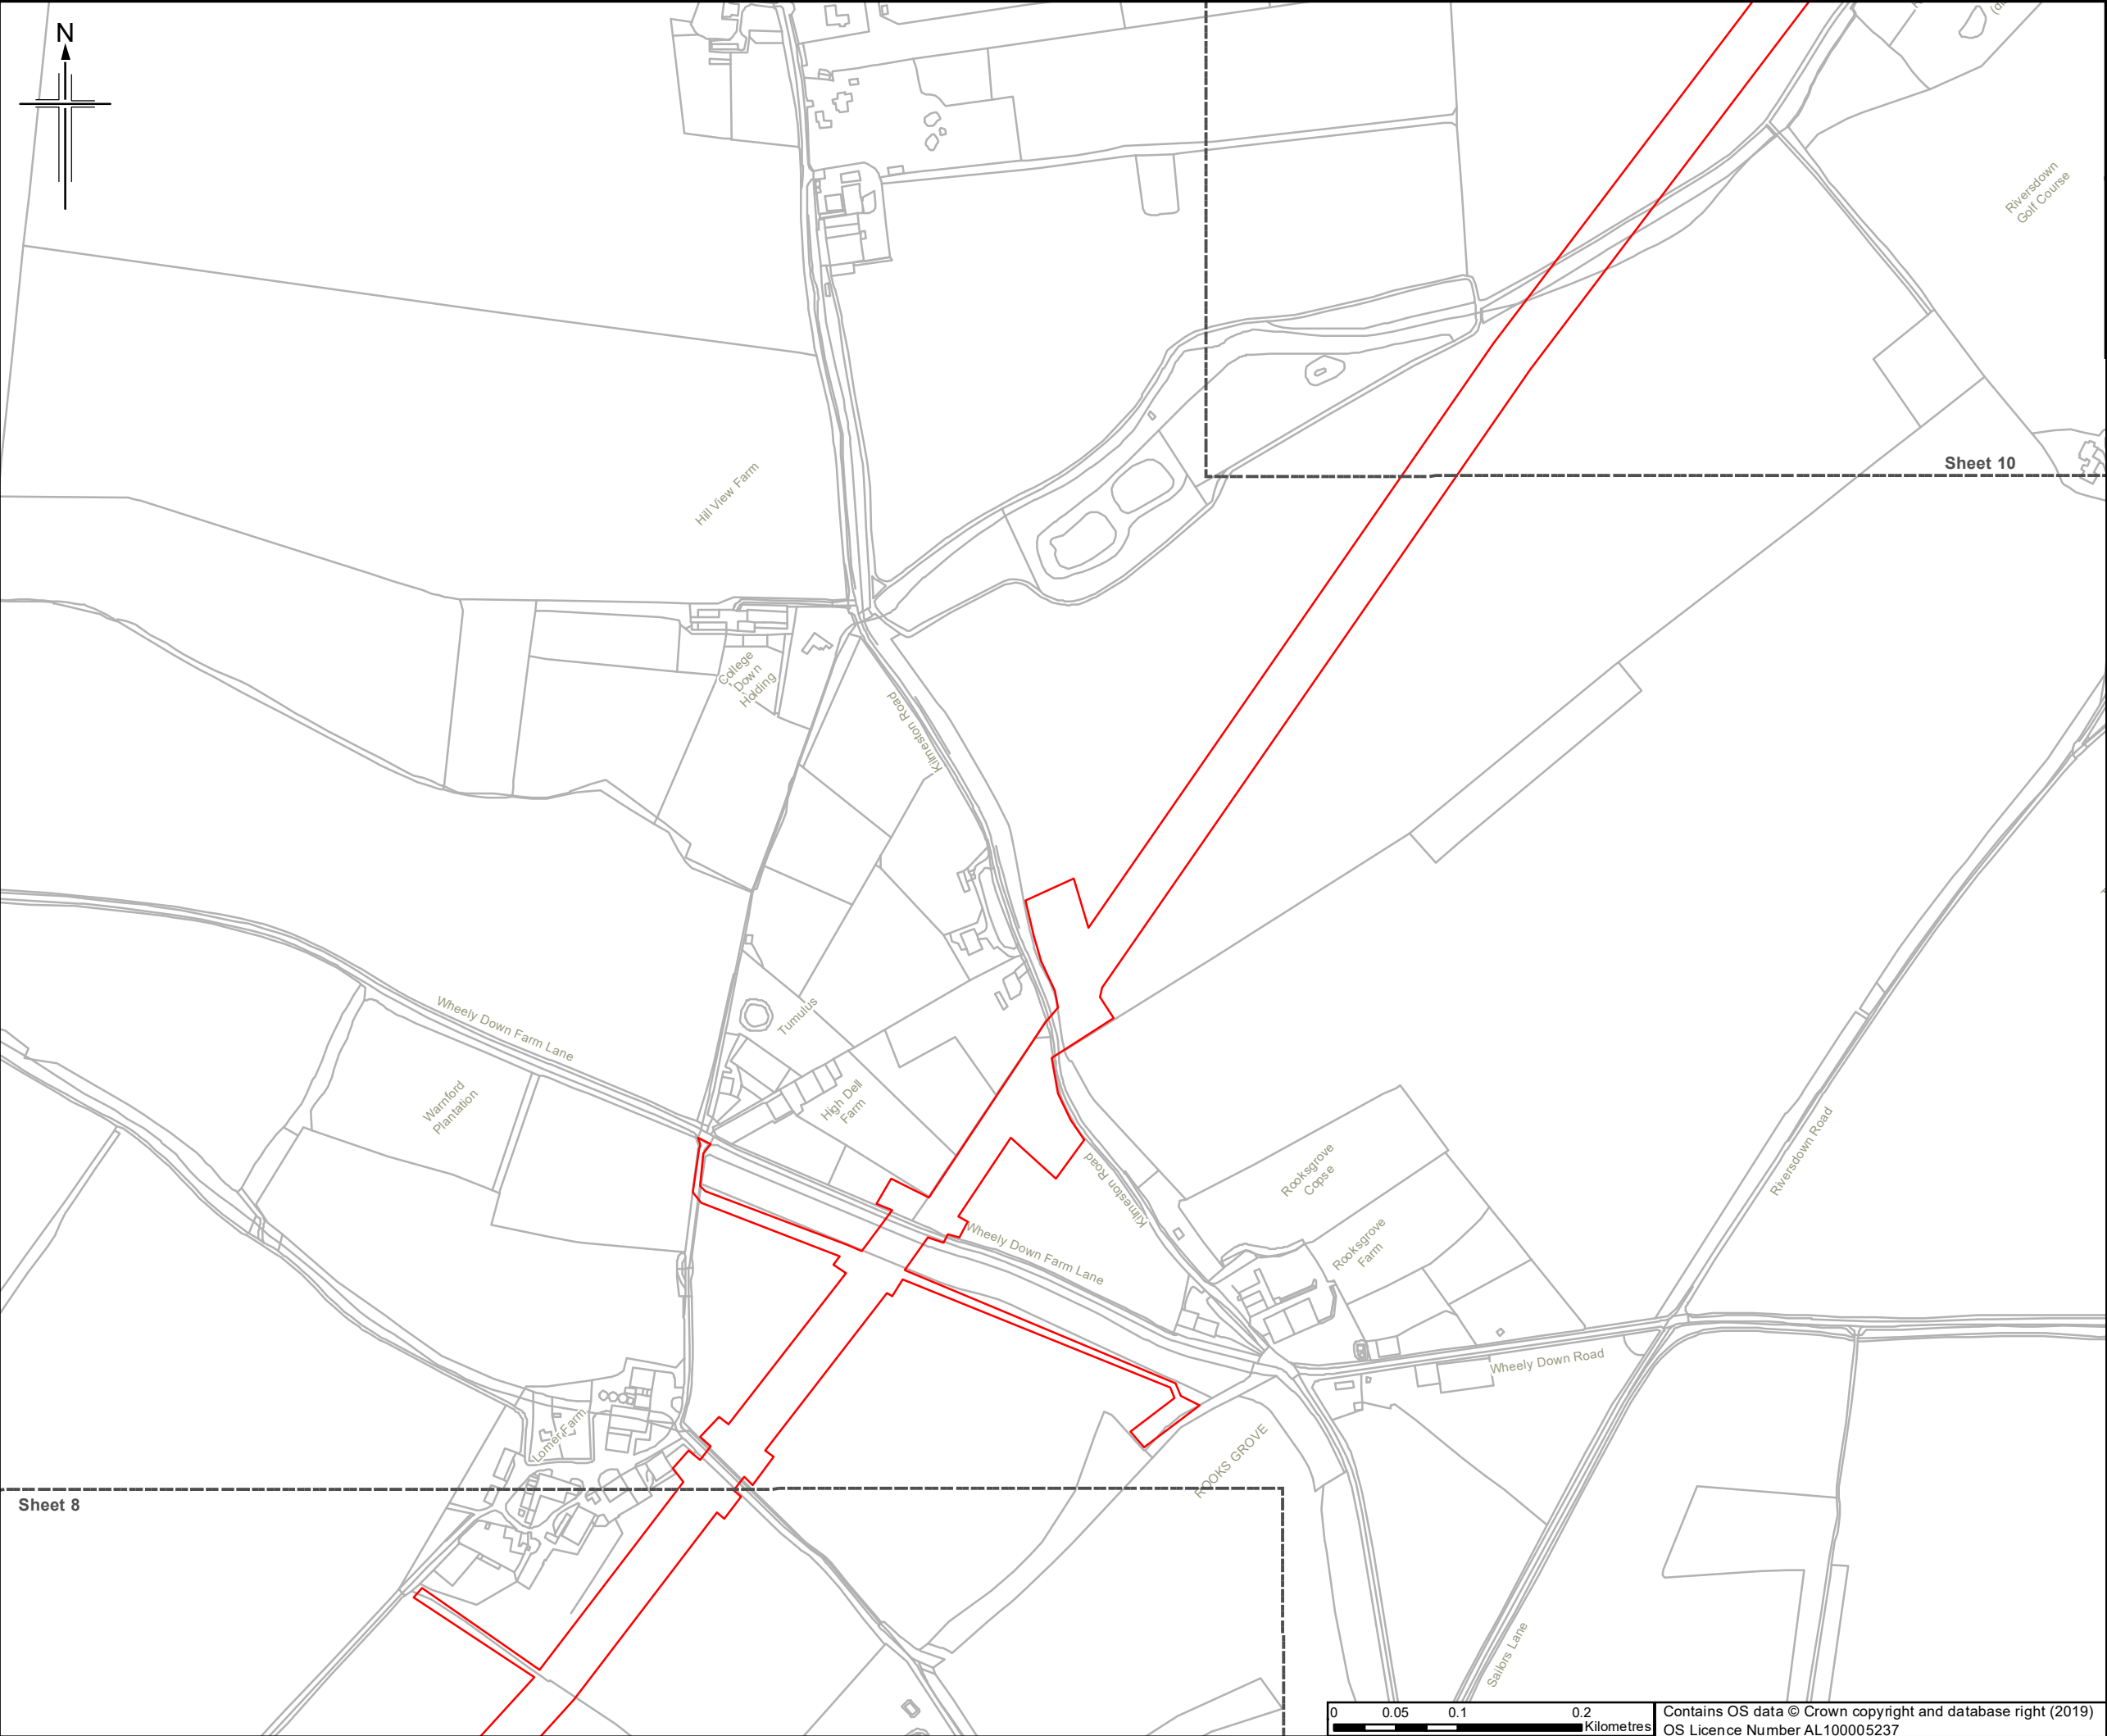 N
Riversdown
Golf Course
Sheet 10
Hill View Farm
College
Down
Holding
Kilmeston Road
Wheely Down Farm Lane
Tumulus
Warnford
Plantation
High Dell
Farm
Kilmeston Road
Rooksgrove
Copse
Riversdown Road
Rooksgrove
Farm
Wheely Down Farm Lane
Wheely Down Road
Lomer Farm
ROOKS GROVE
Sheet 8
Sailors Lane
0 0.05 0.1 0.2
Kilometres
Contains OS data © Crown copyright and database right (2019)
OS Licence Number AL100005237